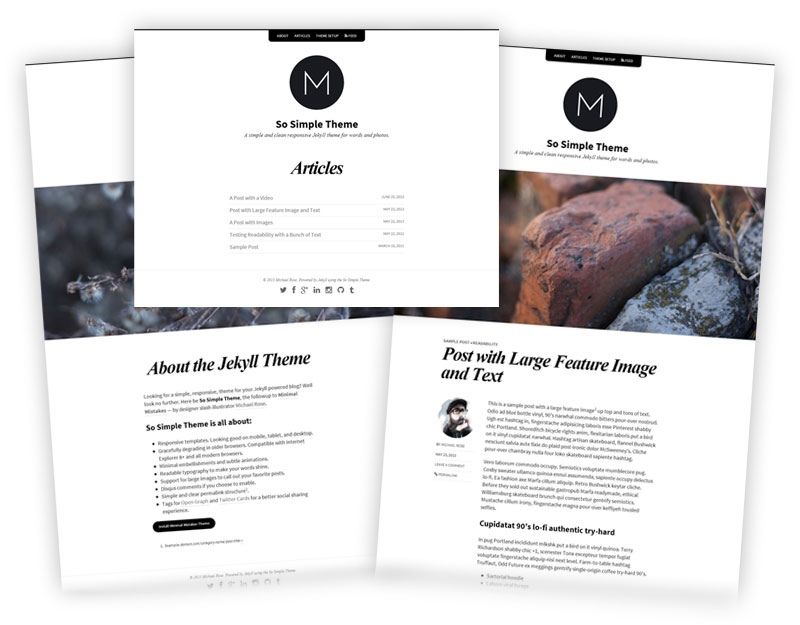 ABOUT ARTICLES THEME SETUP FEED
M
So Simple Theme
A simple and clean responsive Jekyll theme for words and photos.
Articles
A Post with a Video JUNE 23, 2013
Post with Large Feature Image and Text MAY 22, 2013
A Post with Images MAY 22, 2013
Testing Readability with a Bunch of Text MAY 22, 2012
Sample Post MARCH 23, 2011
© 2013 Michael Rose. Powered by Jekyll using the So Simple Theme.
About the Jekyll Theme
Looking for a simple, responsive, theme for your Jekyll powered blog? Well
look no further. Here be So Simple Theme, the followup to Minimal
Mistakes — by designer slash illustrator Michael Rose.
So Simple Theme is all about:
Responsive templates. Looking good on mobile, tablet, and desktop.
Gracefully degrading in older browsers. Compatible with Internet
Explorer 8+ and all modern browsers.
Minimal embellishments and subtle animations.
Readable typography to make your words shine.
Support for large images to call out your favorite posts.
Disqus comments if you choose to enable.
Simple and clear permalink structure1.
Tags for Open Graph and Twitter Cards for a better social sharing
experience.
Install Minimal Mistakes Theme
1. Example: domain.com/category-name/post-title ↩
© 2013 Michael Rose. Powered by Jekyll using the So Simple Theme.
ABOUT ARTICLES THEME SETUP FEED
M
So Simple Theme
A simple and clean responsive Jekyll theme for words and photos.
SAMPLE POST • READABILITY
Post with Large Feature Image
and Text
BY MICHAEL ROSE
MAY 22, 2013
LEAVE A COMMENT
PERMALINK
This is a sample post with a large feature image1 up top and tons of text.
Odio ad blue bottle vinyl, 90's narwhal commodo bitters pour-over nostrud.
Ugh est hashtag in, fingerstache adipisicing laboris esse Pinterest shabby
chic Portland. Shoreditch bicycle rights anim, flexitarian laboris put a bird
on it vinyl cupidatat narwhal. Hashtag artisan skateboard, flannel Bushwick
nesciunt salvia aute fixie do plaid post-ironic dolor McSweeney's. Cliche
pour-over chambray nulla four loko skateboard sapiente hashtag.
Vero laborum commodo occupy. Semiotics voluptate mumblecore pug.
Cosby sweater ullamco quinoa ennui assumenda, sapiente occupy delectus
lo-fi. Ea fashion axe Marfa cillum aliquip. Retro Bushwick keytar cliche.
Before they sold out sustainable gastropub Marfa readymade, ethical
Williamsburg skateboard brunch qui consectetur gentrify semiotics.
Mustache cillum irony, fingerstache magna pour-over keffiyeh tousled
selfies.
Cupidatat 90's lo-fi authentic try-hard
In pug Portland incididunt mlkshk put a bird on it vinyl quinoa. Terry
Richardson shabby chic +1, scenester Tonx excepteur tempor fugiat
voluptate fingerstache aliquip nisi next level. Farm-to-table hashtag
Truffaut, Odd Future ex meggings gentrify single-origin coffee try-hard 90's.
Sartorial hoodie
Labore viral forage